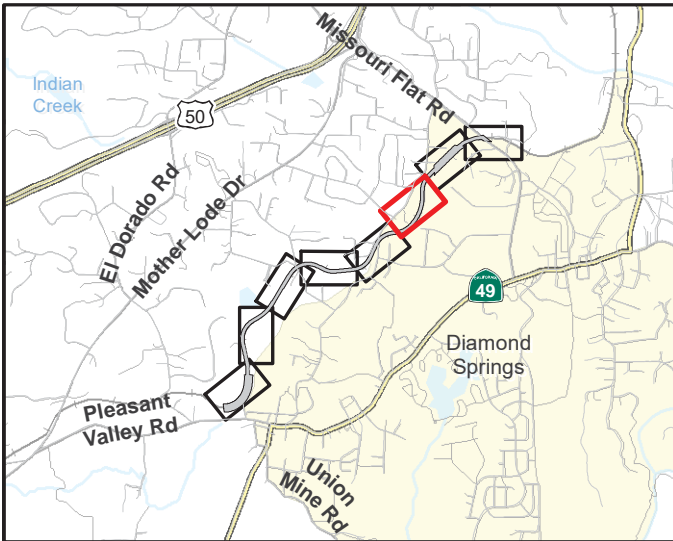 Missouri Flat Rd
Indian
Creek
50
El Dorado Rd
Mother Lode Dr
CALIFORNIA
49
Diamond
Springs
Pleasant
Valley Rd
Union
Mine Rd